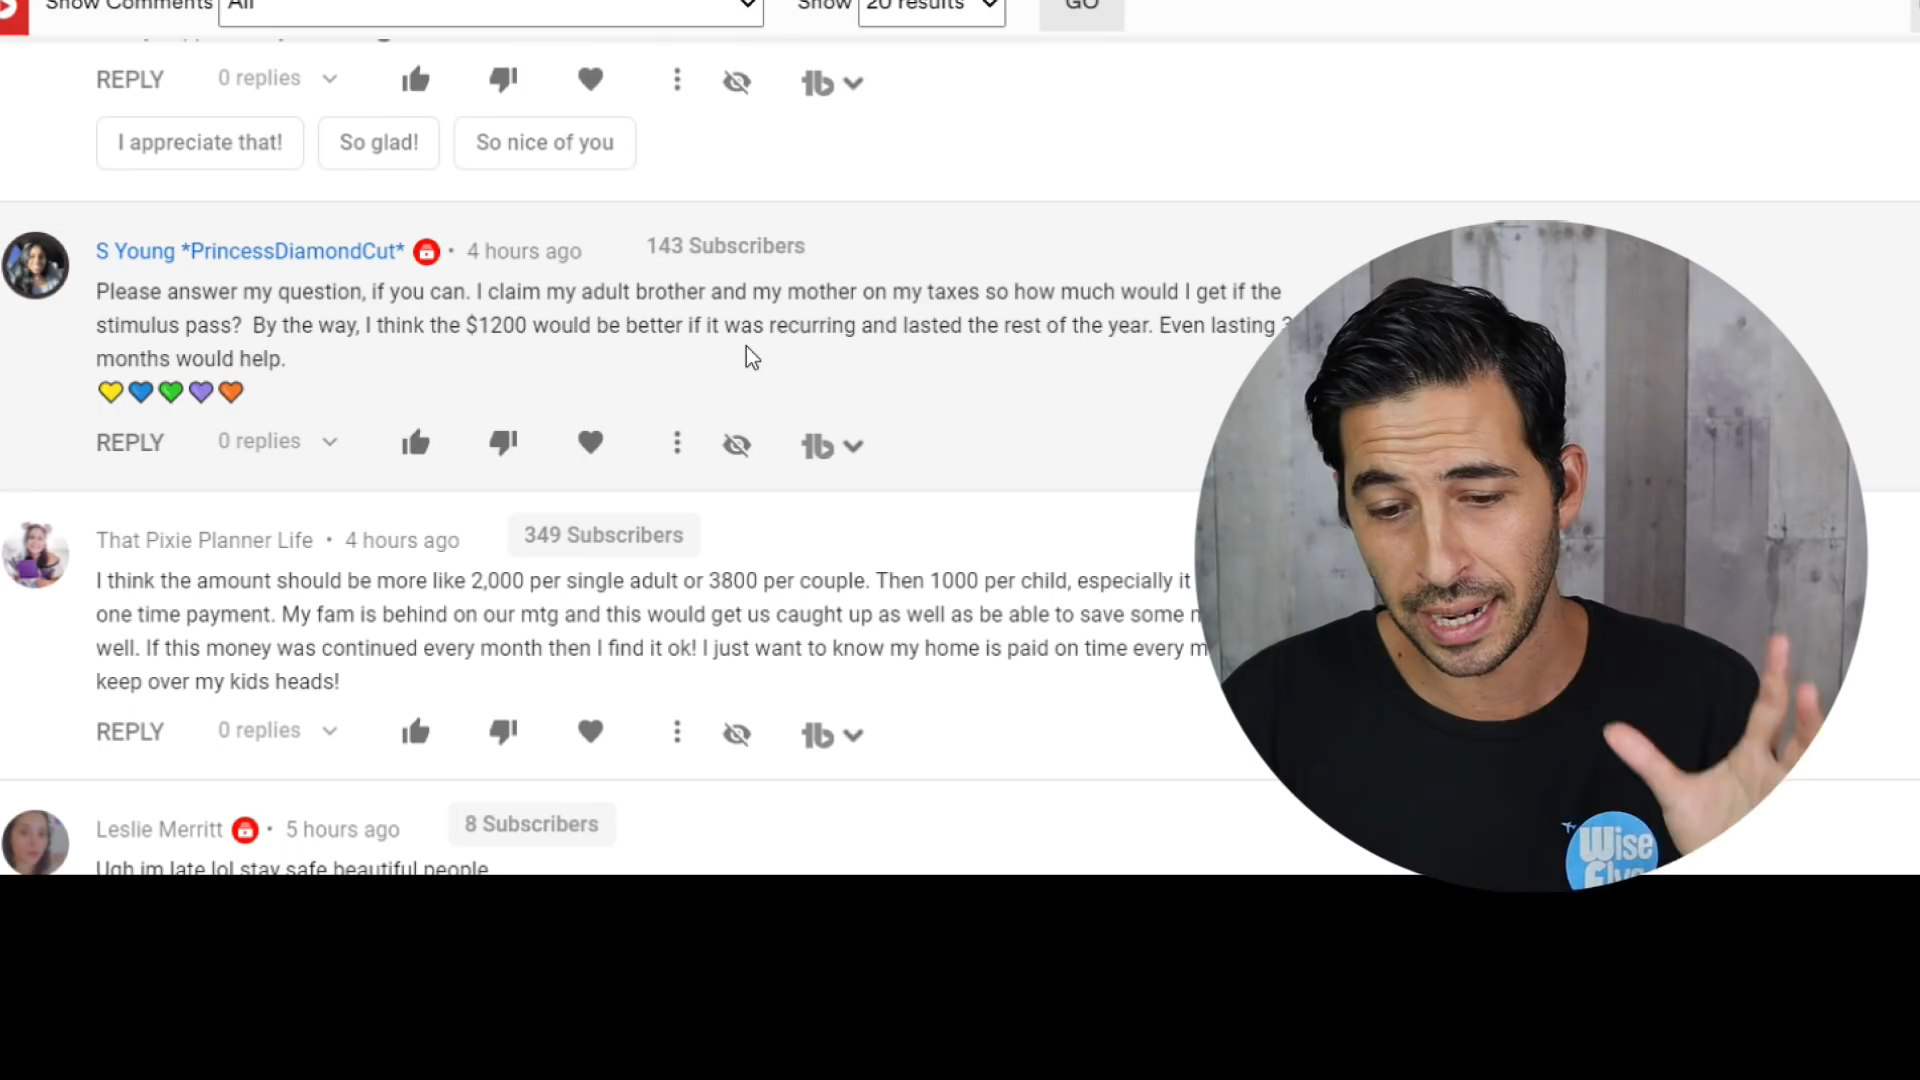 Show Comments All Show 20 results GO
REPLY 0 replies
I appreciate that! So glad! So nice of you
S Young *PrincessDiamondCut* • 4 hours ago 143 Subscribers
Please answer my question, if you can. I claim my adult brother and my mother on my taxes so how much would I get if the
stimulus pass? By the way, I think the $1200 would be better if it was recurring and lasted the rest of the year. Even lasting 3
months would help.
REPLY 0 replies
That Pixie Planner Life • 4 hours ago 349 Subscribers
I think the amount should be more like 2,000 per single adult or 3800 per couple. Then 1000 per child, especially it
one time payment. My fam is behind on our mtg and this would get us caught up as well as be able to save some
well. If this money was continued every month then I find it ok! I just want to know my home is paid on time every
keep over my kids heads!
REPLY 0 replies
Leslie Merritt • 5 hours ago 8 Subscribers
Ugh im late lol stay safe beautiful people
Wise